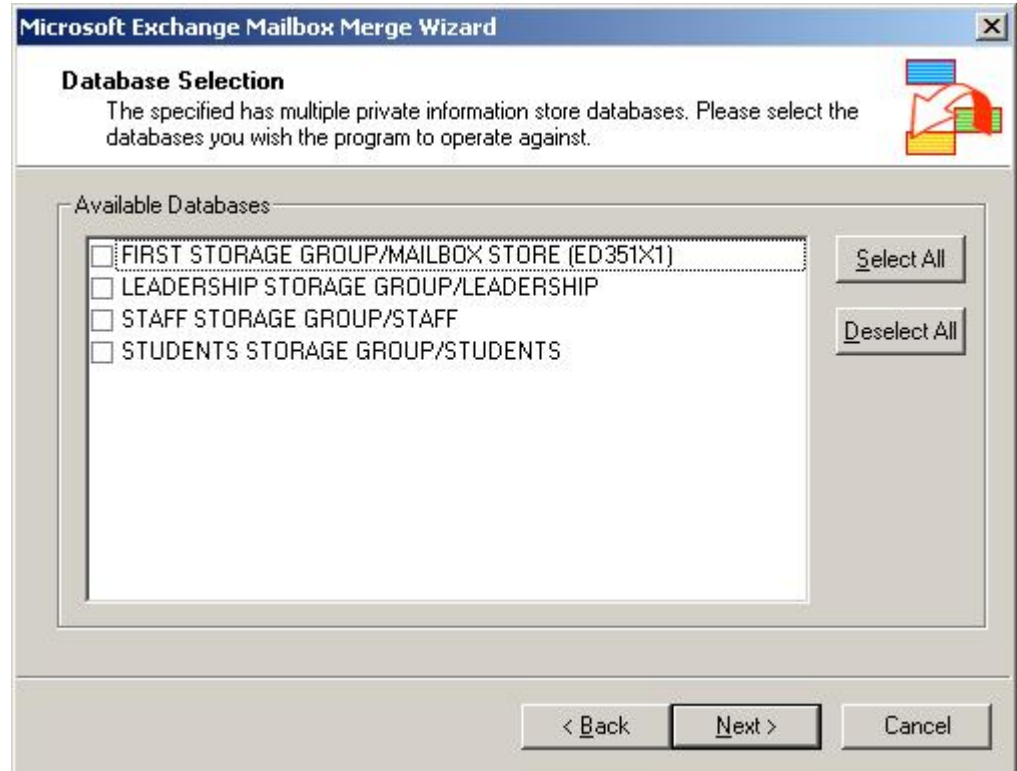 Microsoft Exchange Mailbox Merge Wizard
Database Selection
The specified has multiple private information store databases. Please select the
databases you wish the program to operate against.
Available Databases
FIRST STORAGE GROUP/MAILBOX STORE (ED351X1)
LEADERSHIP STORAGE GROUP/LEADERSHIP
STAFF STORAGE GROUP/STAFF
STUDENTS STORAGE GROUP/STUDENTS
Select All
Deselect All
< Back
Next >
Cancel